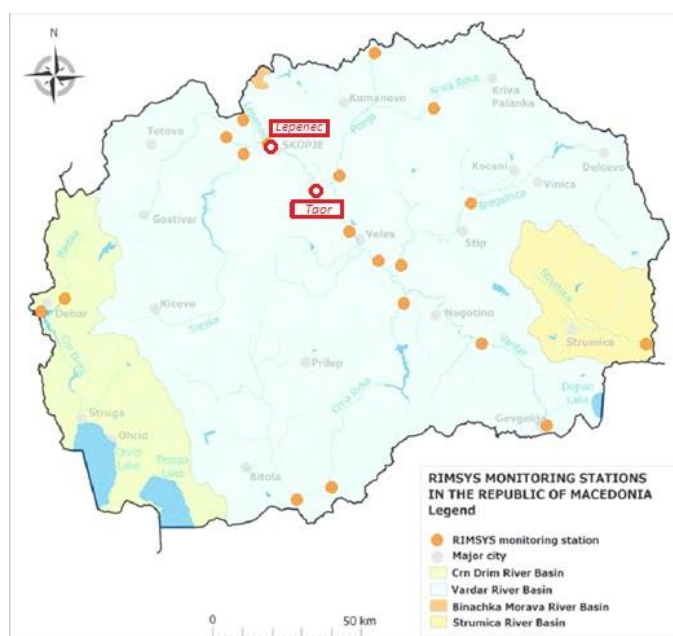 N
Kumanovo
Kriva Reka
Kriva
Palanka
Lepenec
Pcinja
Tetovo
SKOPJE
Delcevo
Kocani
Vinica
Taor
Bregalnica
Gostivar
Radika
Veles
Stip
Strumica
Debar
Kicevo
Negotino
Treska
Vardar
Strumica
Crn Drim
Prilep
Crna Reka
Dojran
Lake
Struga
Ohrid
Gevgelija
Ohrid
Lake
Prespa
Lake
Bitola
RIMSYS MONITORING STATIONS
IN THE REPUBLIC OF MACEDONIA
Legend
RIMSYS monitoring station
Major city
Crn Drim River Basin
Vardar River Basin
Binachka Morava River Basin
Strumica River Basin
0 50 km